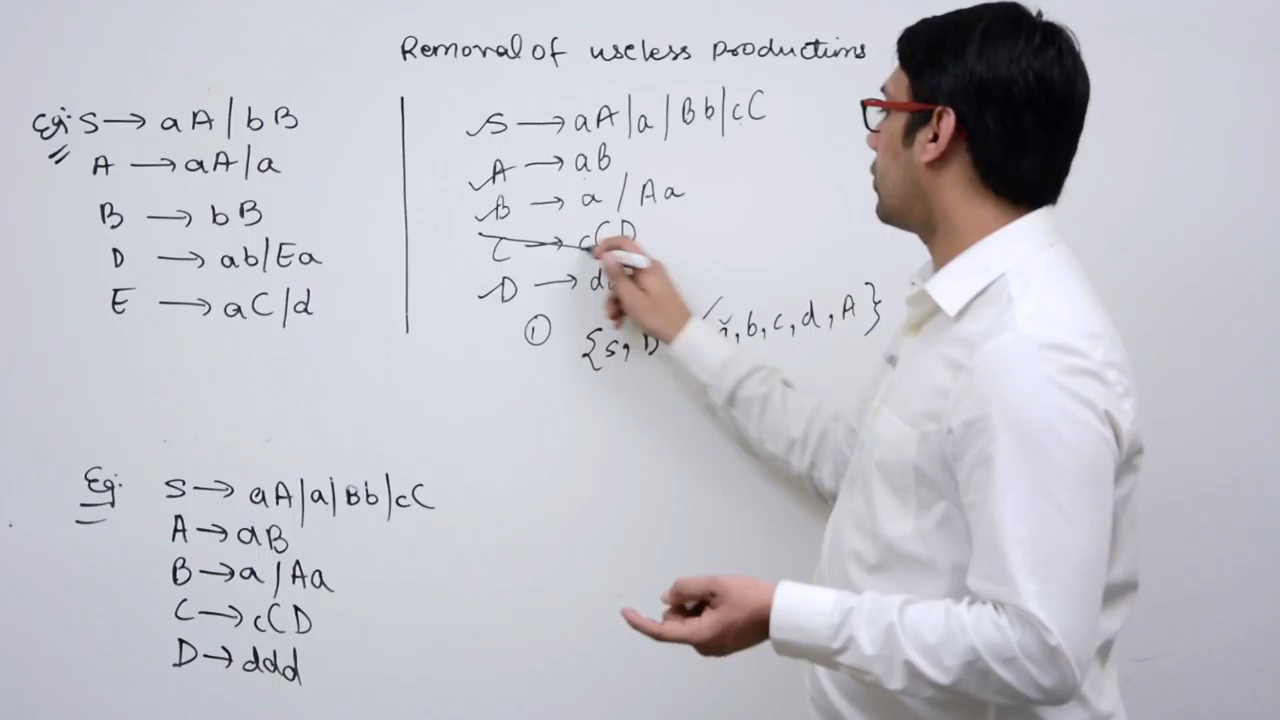 Removal of useless productions
Eg: S → aA | bB
A → aA | a
B → bB
D → ab | Ea
E → aC | d
S → aA | a | Bb | cC
A → aB
B → a | Aa
C → cCD
D →
①
{S, B, b, c, d, A}
Eg: S → aA | a | Bb | cC
A → aB
B → a | Aa
C → cCD
D → ddd